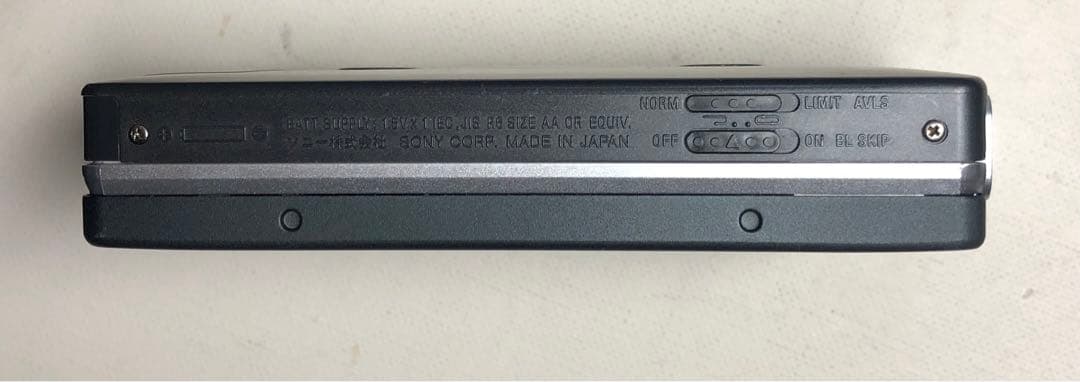 NORM LIMIT AVLS
BATT SUPPLY: 1.5V X 1 IEC, JIS R6 SIZE AA OR EQUIV.
ソニー株式会社 SONY CORP. MADE IN JAPAN OFF ON BL SKIP